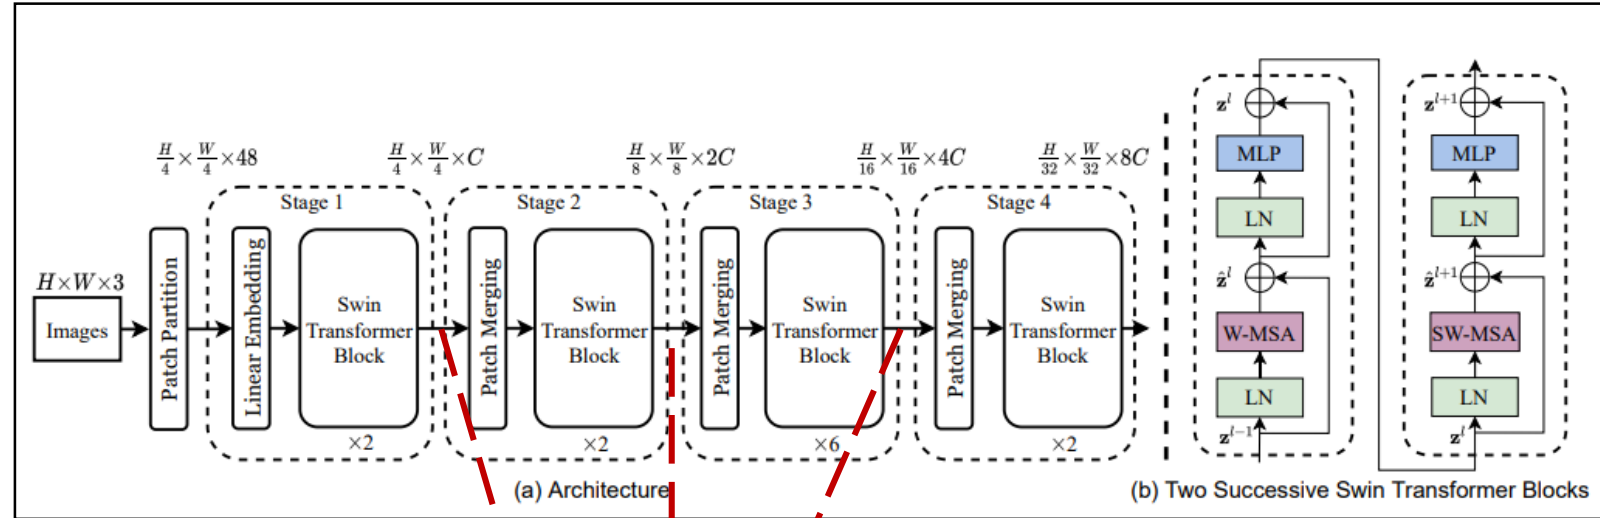 H/4 × W/4 × 48
H/4 × W/4 × C
H/8 × W/8 × 2C
H/16 × W/16 × 4C
H/32 × W/32 × 8C
Stage 1
Stage 2
Stage 3
Stage 4
H×W×3
Images
Patch Partition
Linear Embedding
Swin
Transformer
Block
×2
Patch Merging
Swin
Transformer
Block
×2
Patch Merging
Swin
Transformer
Block
×6
Patch Merging
Swin
Transformer
Block
×2
(a) Architecture
z^l
MLP
LN
ẑ^l
W-MSA
LN
z^{l-1}
z^{l+1}
MLP
LN
ẑ^{l+1}
SW-MSA
LN
z^l
(b) Two Successive Swin Transformer Blocks